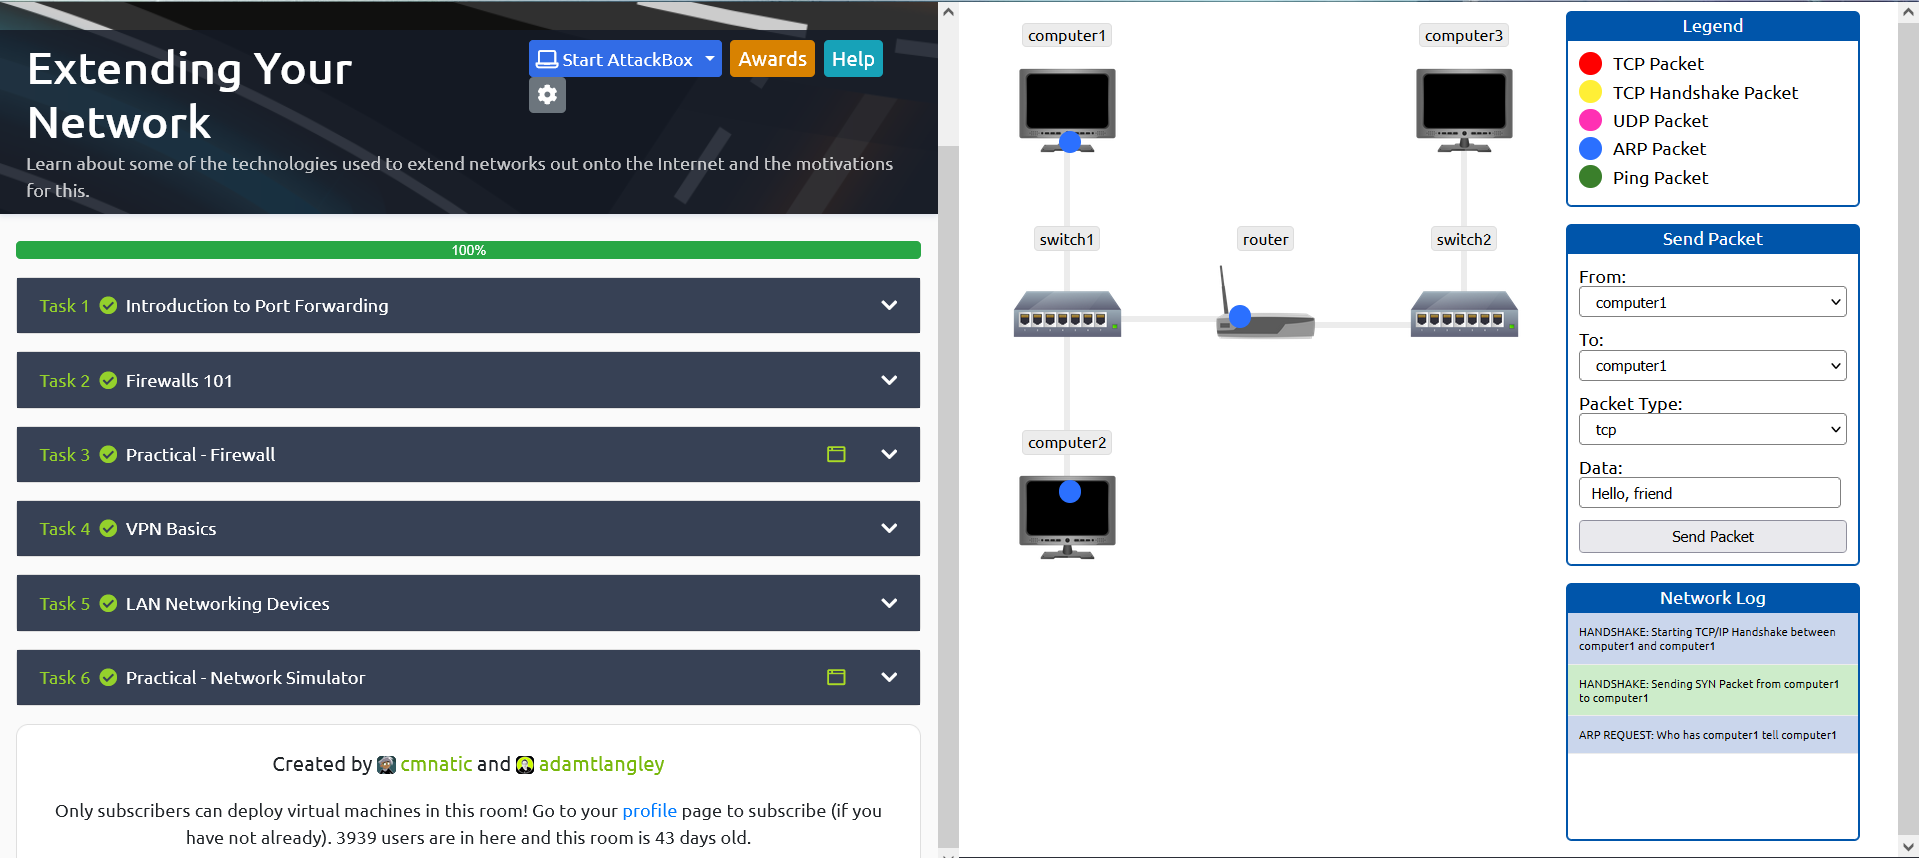 Extending Your
Network
Start AttackBox
Awards
Help
Learn about some of the technologies used to extend networks out onto the Internet and the motivations
for this.
100%
Task 1 Introduction to Port Forwarding
Task 2 Firewalls 101
Task 3 Practical - Firewall
Task 4 VPN Basics
Task 5 LAN Networking Devices
Task 6 Practical - Network Simulator
Created by cmnatic and adamtlangley
Only subscribers can deploy virtual machines in this room! Go to your profile page to subscribe (if you
have not already). 3939 users are in here and this room is 43 days old.
computer1
computer3
switch1
router
switch2
computer2
Legend
TCP Packet
TCP Handshake Packet
UDP Packet
ARP Packet
Ping Packet
Send Packet
From:
computer1
To:
computer1
Packet Type:
tcp
Data:
Hello, friend
Send Packet
Network Log
HANDSHAKE: Starting TCP/IP Handshake between
computer1 and computer1
HANDSHAKE: Sending SYN Packet from computer1
to computer1
ARP REQUEST: Who has computer1 tell computer1